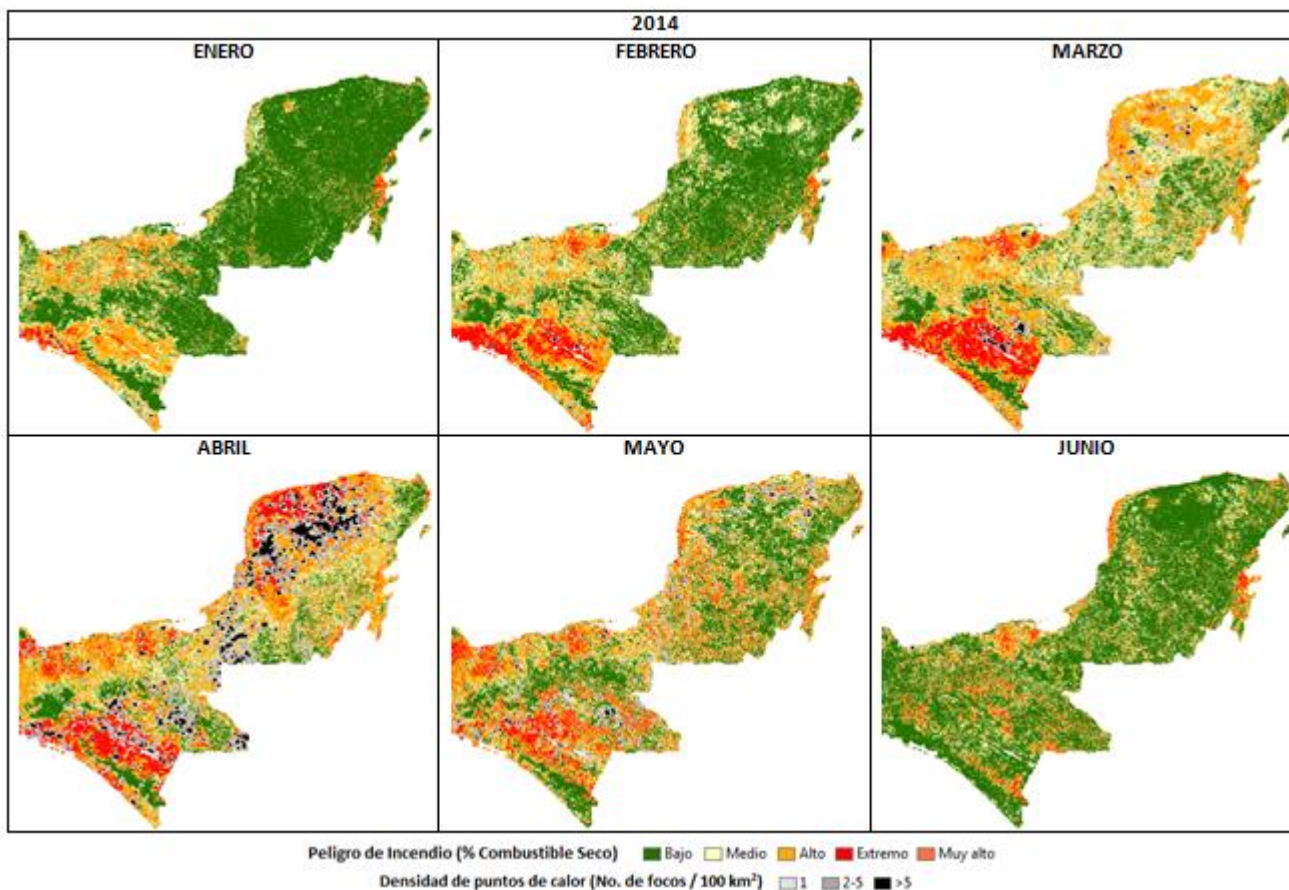 2014
ENERO
FEBRERO
MARZO
ABRIL
MAYO
JUNIO
Peligro de Incendio (% Combustible Seco) Bajo Medio Alto Extremo Muy alto
Densidad de puntos de calor (No. de focos / 100 km²) 1 2-5 >5